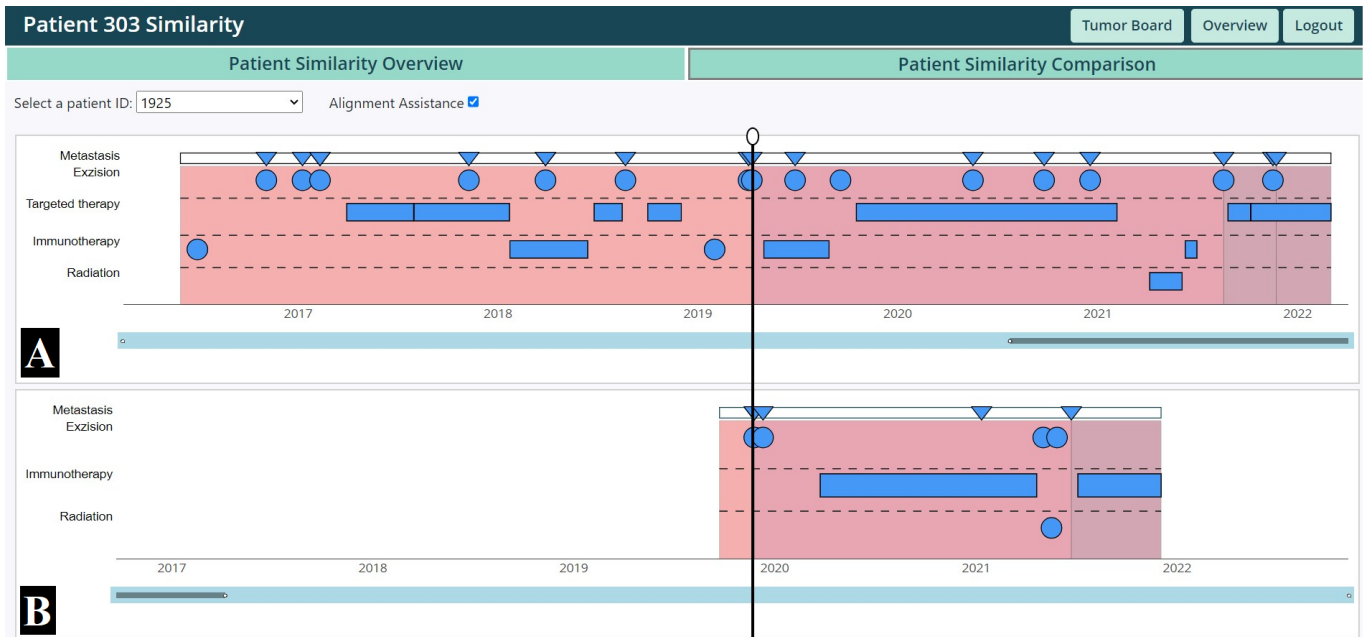 Patient 303 Similarity
Tumor Board
Overview
Logout
Patient Similarity Overview
Patient Similarity Comparison
Select a patient ID: 1925
Alignment Assistance
Metastasis
Exzision
Targeted therapy
Immunotherapy
Radiation
2017 2018 2019 2020 2021 2022
A
Metastasis
Exzision
Immunotherapy
Radiation
2017 2018 2019 2020 2021 2022
B